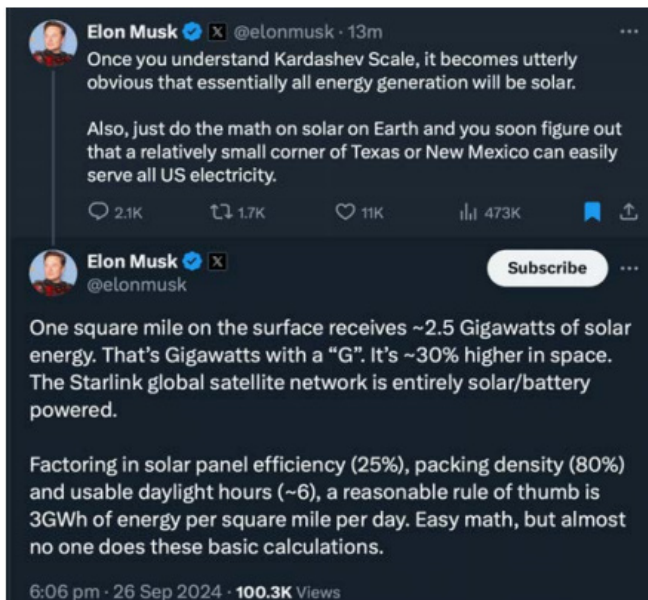 Elon Musk X @elonmusk · 13m
Once you understand Kardashev Scale, it becomes utterly
obvious that essentially all energy generation will be solar.
Also, just do the math on solar on Earth and you soon figure out
that a relatively small corner of Texas or New Mexico can easily
serve all US electricity.
2.1K 1.7K 11K 473K
Elon Musk X
@elonmusk
Subscribe
One square mile on the surface receives ~2.5 Gigawatts of solar
energy. That's Gigawatts with a “G”. It's ~30% higher in space.
The Starlink global satellite network is entirely solar/battery
powered.
Factoring in solar panel efficiency (25%), packing density (80%)
and usable daylight hours (~6), a reasonable rule of thumb is
3GWh of energy per square mile per day. Easy math, but almost
no one does these basic calculations.
6:06 pm · 26 Sep 2024 · 100.3K Views